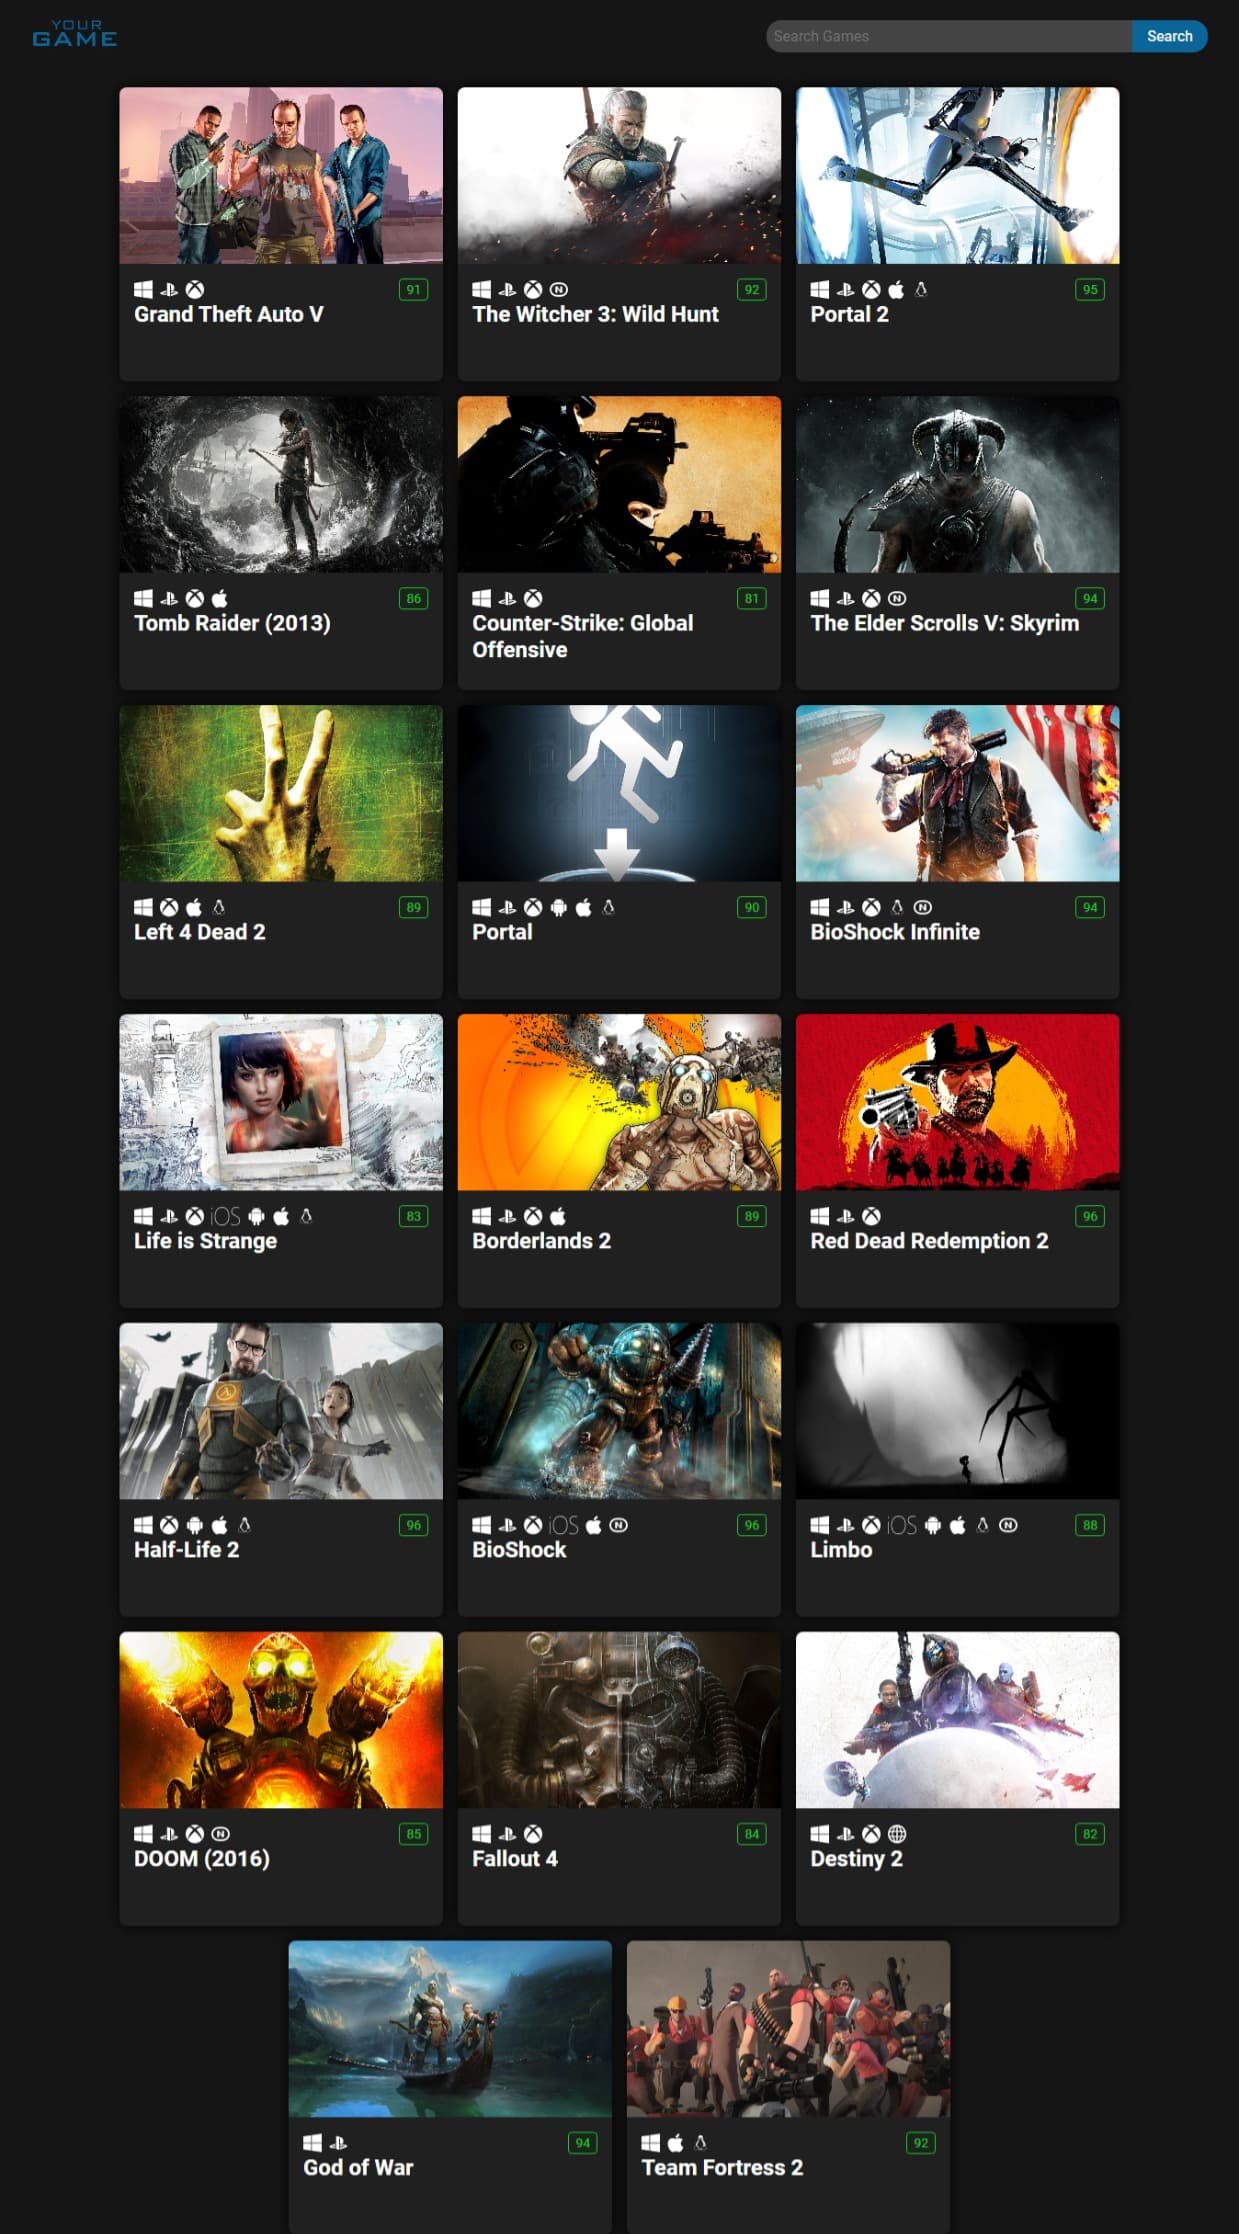 YOUR
GAME
Search Games
Search
91
Grand Theft Auto V
92
The Witcher 3: Wild Hunt
95
Portal 2
86
Tomb Raider (2013)
81
Counter-Strike: Global
Offensive
94
The Elder Scrolls V: Skyrim
89
Left 4 Dead 2
90
Portal
94
BioShock Infinite
iOS
83
Life is Strange
89
Borderlands 2
96
Red Dead Redemption 2
96
Half-Life 2
iOS
96
BioShock
iOS
88
Limbo
85
DOOM (2016)
84
Fallout 4
82
Destiny 2
94
God of War
92
Team Fortress 2